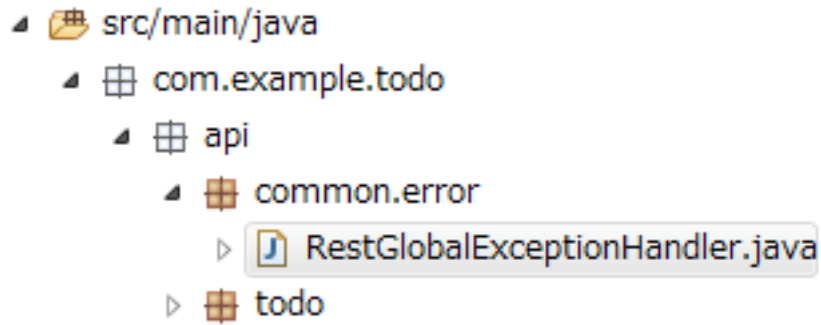 src/main/java
com.example.todo
api
common.error
RestGlobalExceptionHandler.java
todo